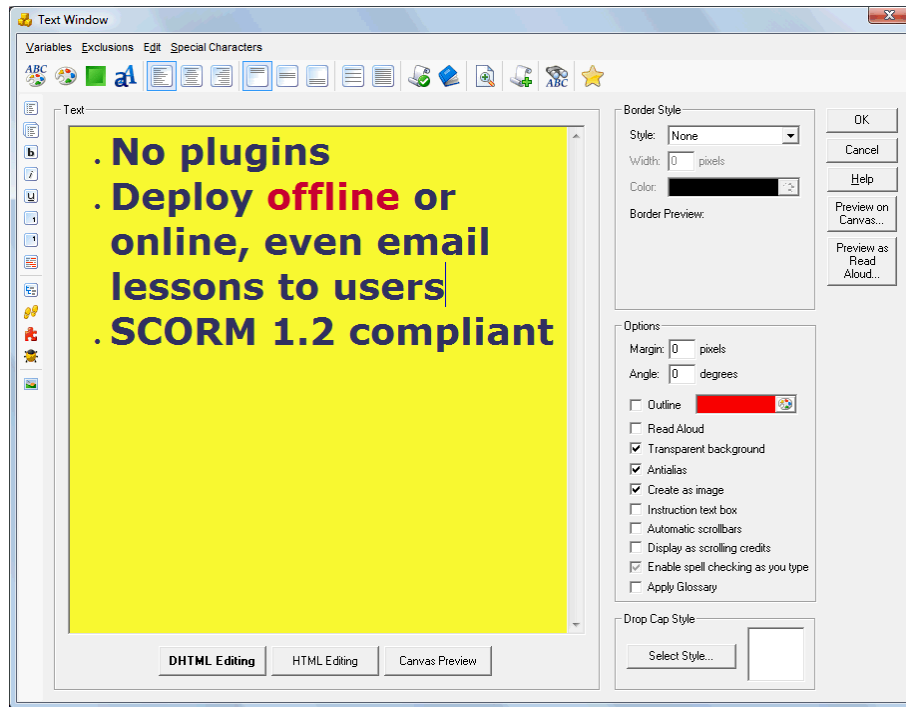 Text Window
Variables Exclusions Edit Special Characters
ABC
a A
ABC
Text
b
i
u
1
1
. No plugins
. Deploy offline or
online, even email
lessons to users
. SCORM 1.2 compliant
DHTML Editing
HTML Editing
Canvas Preview
Border Style
Style: None
Width: 0 pixels
Color:
Border Preview:
Options
Margin: 0 pixels
Angle: 0 degrees
Outline
Read Aloud
Transparent background
Antialias
Create as image
Instruction text box
Automatic scrollbars
Display as scrolling credits
Enable spell checking as you type
Apply Glossary
Drop Cap Style
Select Style...
OK
Cancel
Help
Preview on
Canvas...
Preview as
Read
Aloud...